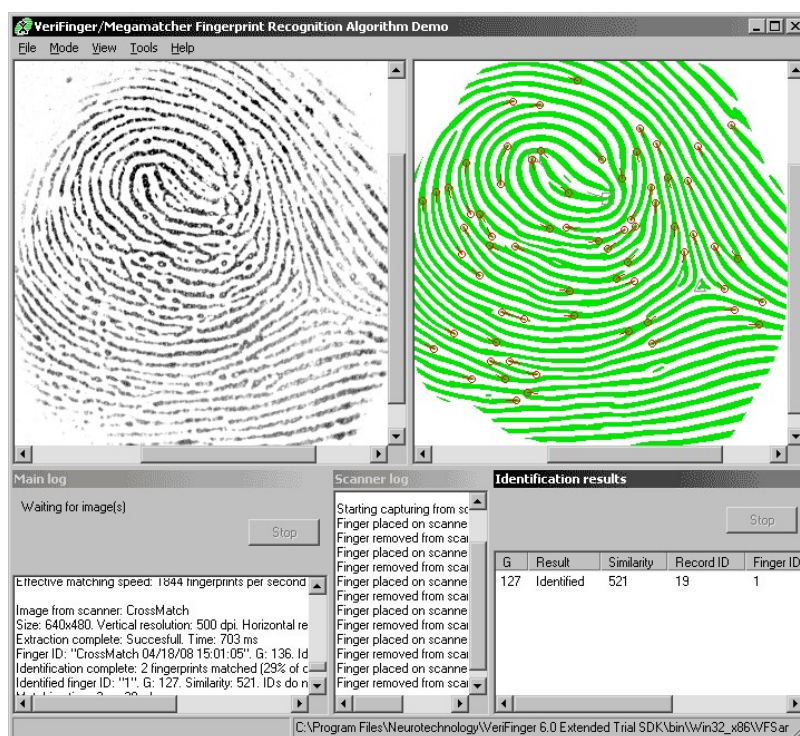 VeriFinger/Megamatcher Fingerprint Recognition Algorithm Demo
File Mode View Tools Help
Main log
Waiting for image(s)
Stop
Effective matching speed: 1844 fingerprints per second
Image from scanner: CrossMatch
Size: 640x480. Vertical resolution: 500 dpi. Horizontal re
Extraction complete: Succesfull. Time: 703 ms
Finger ID: "CrossMatch 04/18/08 15:01:05". G: 136. Id
Identification complete: 2 fingerprints matched (29% of c
Identified finger ID: "1". G: 127. Similarity: 521. IDs do n
Scanner log
Starting capturing from sc
Finger placed on scanne
Finger removed from scar
Finger placed on scanne
Finger removed from scar
Finger placed on scanne
Finger removed from scar
Finger placed on scanne
Finger removed from scar
Finger placed on scanne
Finger removed from scar
Finger placed on scanne
Finger removed from scar
Identification results
Stop
G Result Similarity Record ID Finger ID
127 Identified 521 19 1
C:\Program Files\Neurotechnology\VeriFinger 6.0 Extended Trial SDK\bin\Win32_x86\VFSar